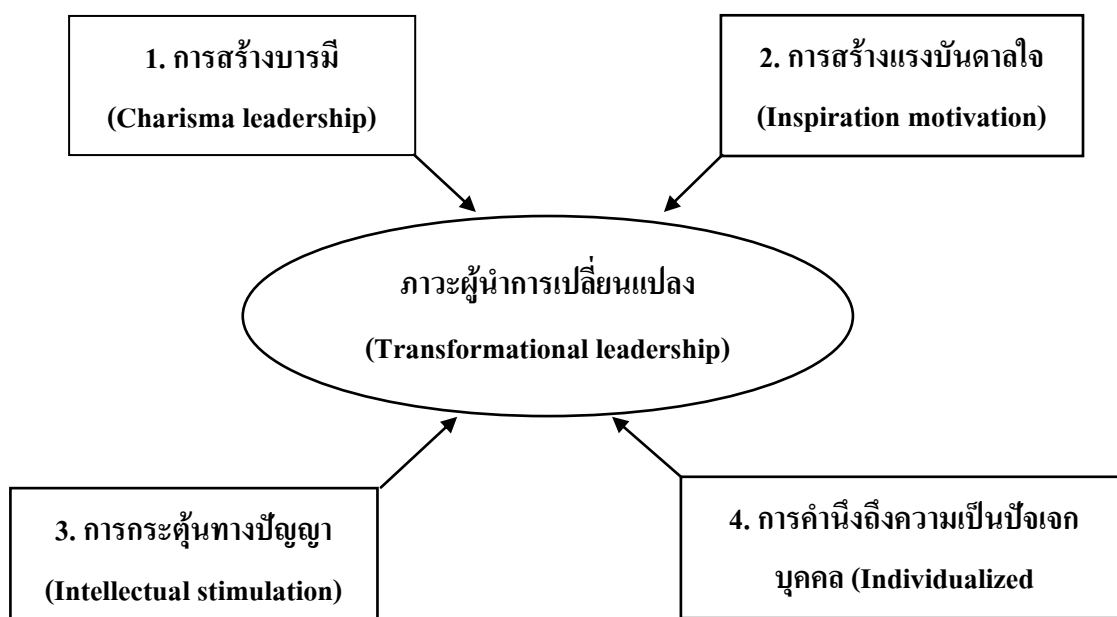 1. การสร้างบารมี
(Charisma leadership)
2. การสร้างแรงบันดาลใจ
(Inspiration motivation)
ภาวะผู้นำการเปลี่ยนแปลง
(Transformational leadership)
3. การกระตุ้นทางปัญญา
(Intellectual stimulation)
4. การคำนึงถึงความเป็นปัจเจก
บุคคล (Individualized